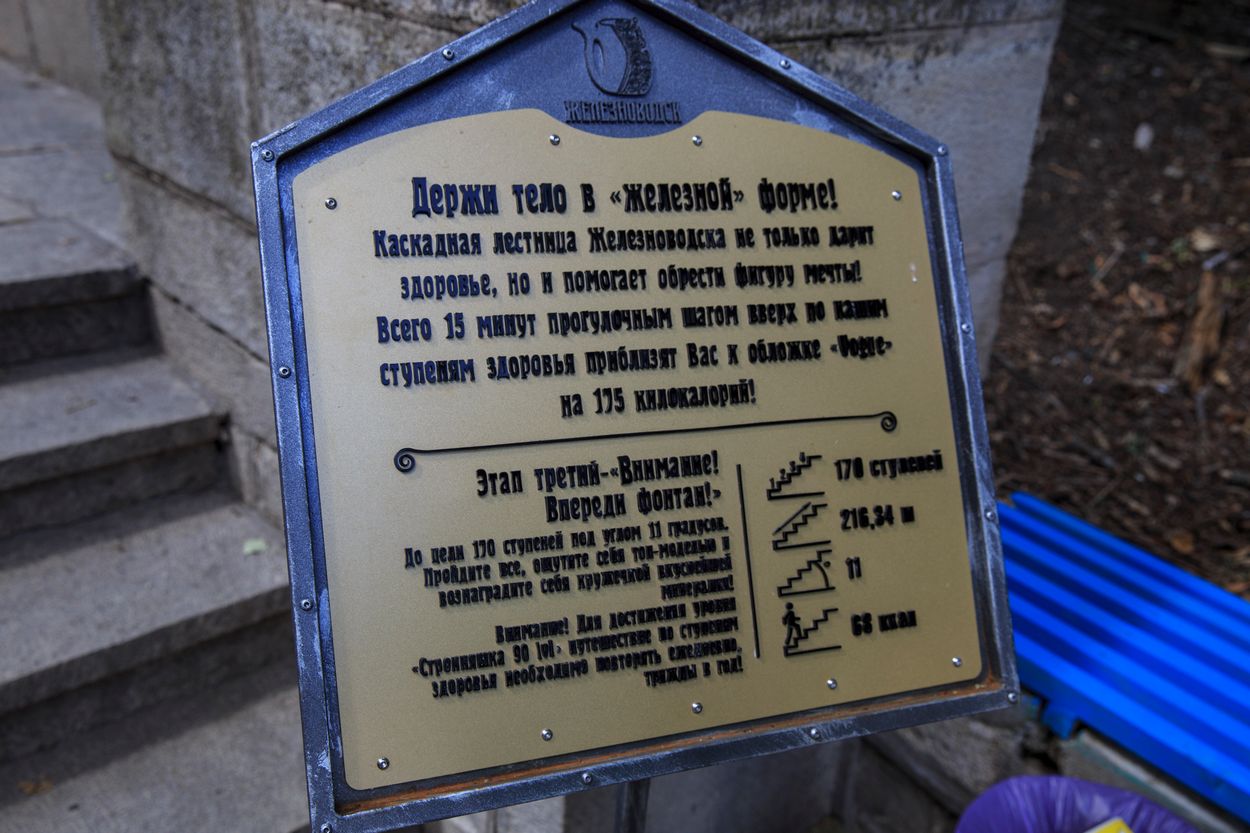 ЖЕЛЕЗНОВОДСК
Держи тело в «железной» форме!
Каскадная лестница Железноводска не только дарит
здоровье, но и помогает обрести фигуру мечты!
Всего 15 минут прогулочным шагом вверх по нашим
ступеням здоровья приблизят Вас к обложке «Vogue»
на 175 килокалорий!
Этап третий-«Внимание!
Впереди фонтан!»
До цели 170 ступеней под углом 11 градусов.
Пройдите все, ощутите себя топ-моделью и
вознаградите себя кружечкой вкуснейшей
минералки!
Внимание! Для достижения уровня
«Стройняшка 90 lvl» путешествие по ступеням
здоровья необходимо повторять ежедневно,
трижды в год!
170 ступеней
216,34 м
11
68 ккал